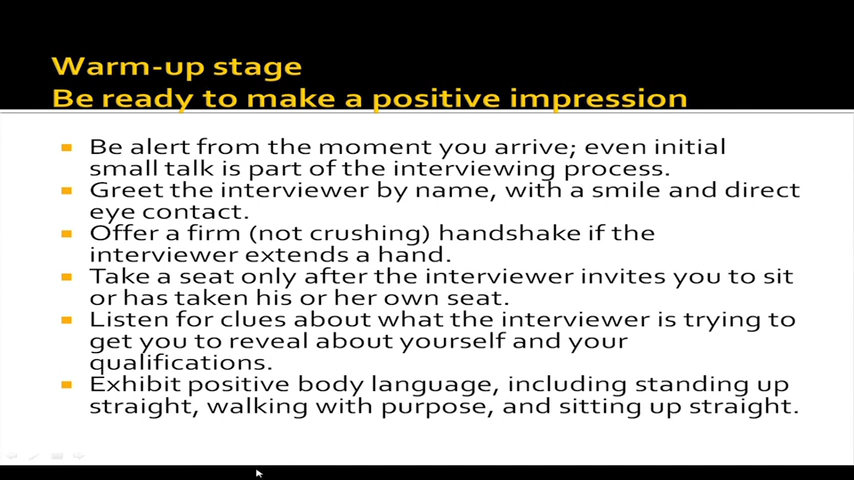 Warm-up stage
Be ready to make a positive impression
Be alert from the moment you arrive; even initial
small talk is part of the interviewing process.
Greet the interviewer by name, with a smile and direct
eye contact.
Offer a firm (not crushing) handshake if the
interviewer extends a hand.
Take a seat only after the interviewer invites you to sit
or has taken his or her own seat.
Listen for clues about what the interviewer is trying to
get you to reveal about yourself and your
qualifications.
Exhibit positive body language, including standing up
straight, walking with purpose, and sitting up straight.